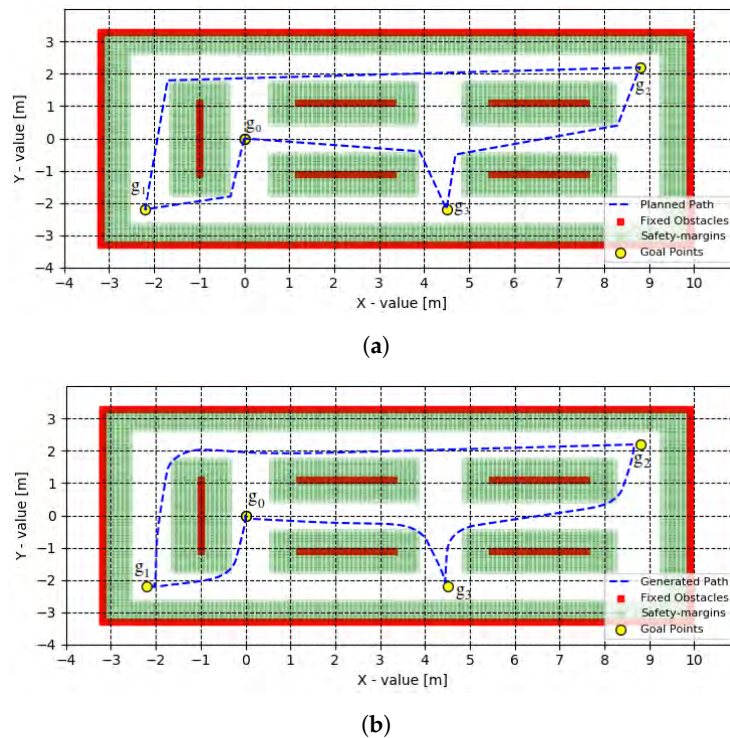 3
2
1
0
−1
−2
−3
−4
Y - value [m]
g₀
g₁
g₂
g₃
Planned Path
Fixed Obstacles
Safety-margins
Goal Points
−4 −3 −2 −1 0 1 2 3 4 5 6 7 8 9 10
X - value [m]
(a)
3
2
1
0
−1
−2
−3
−4
Y - value [m]
g₀
g₁
g₂
g₃
Generated Path
Fixed Obstacles
Safety-margins
Goal Points
−4 −3 −2 −1 0 1 2 3 4 5 6 7 8 9 10
X - value [m]
(b)